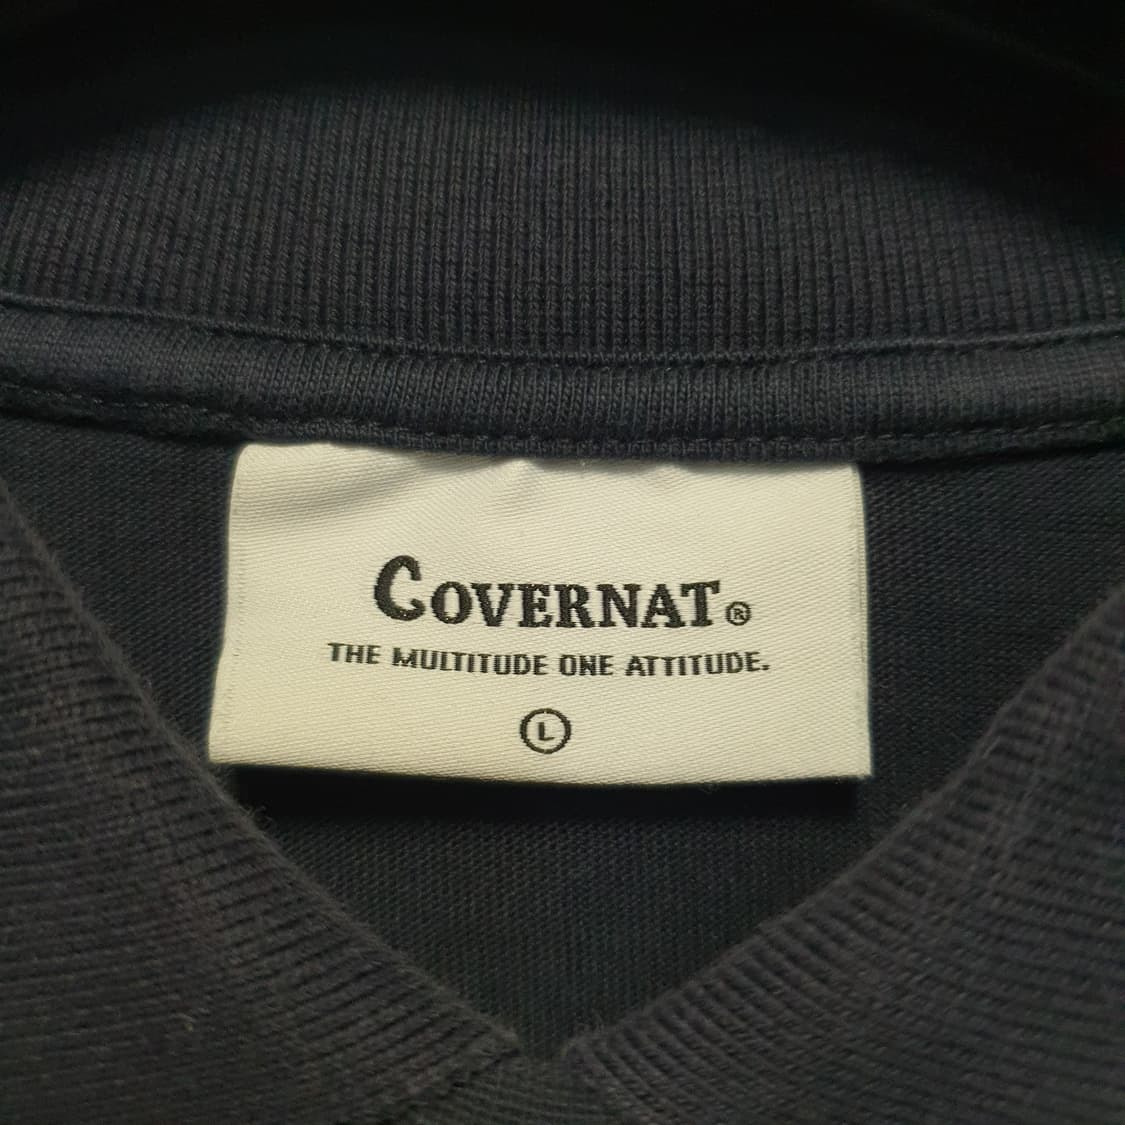 COVERNAT®
THE MULTITUDE ONE ATTITUDE.
L